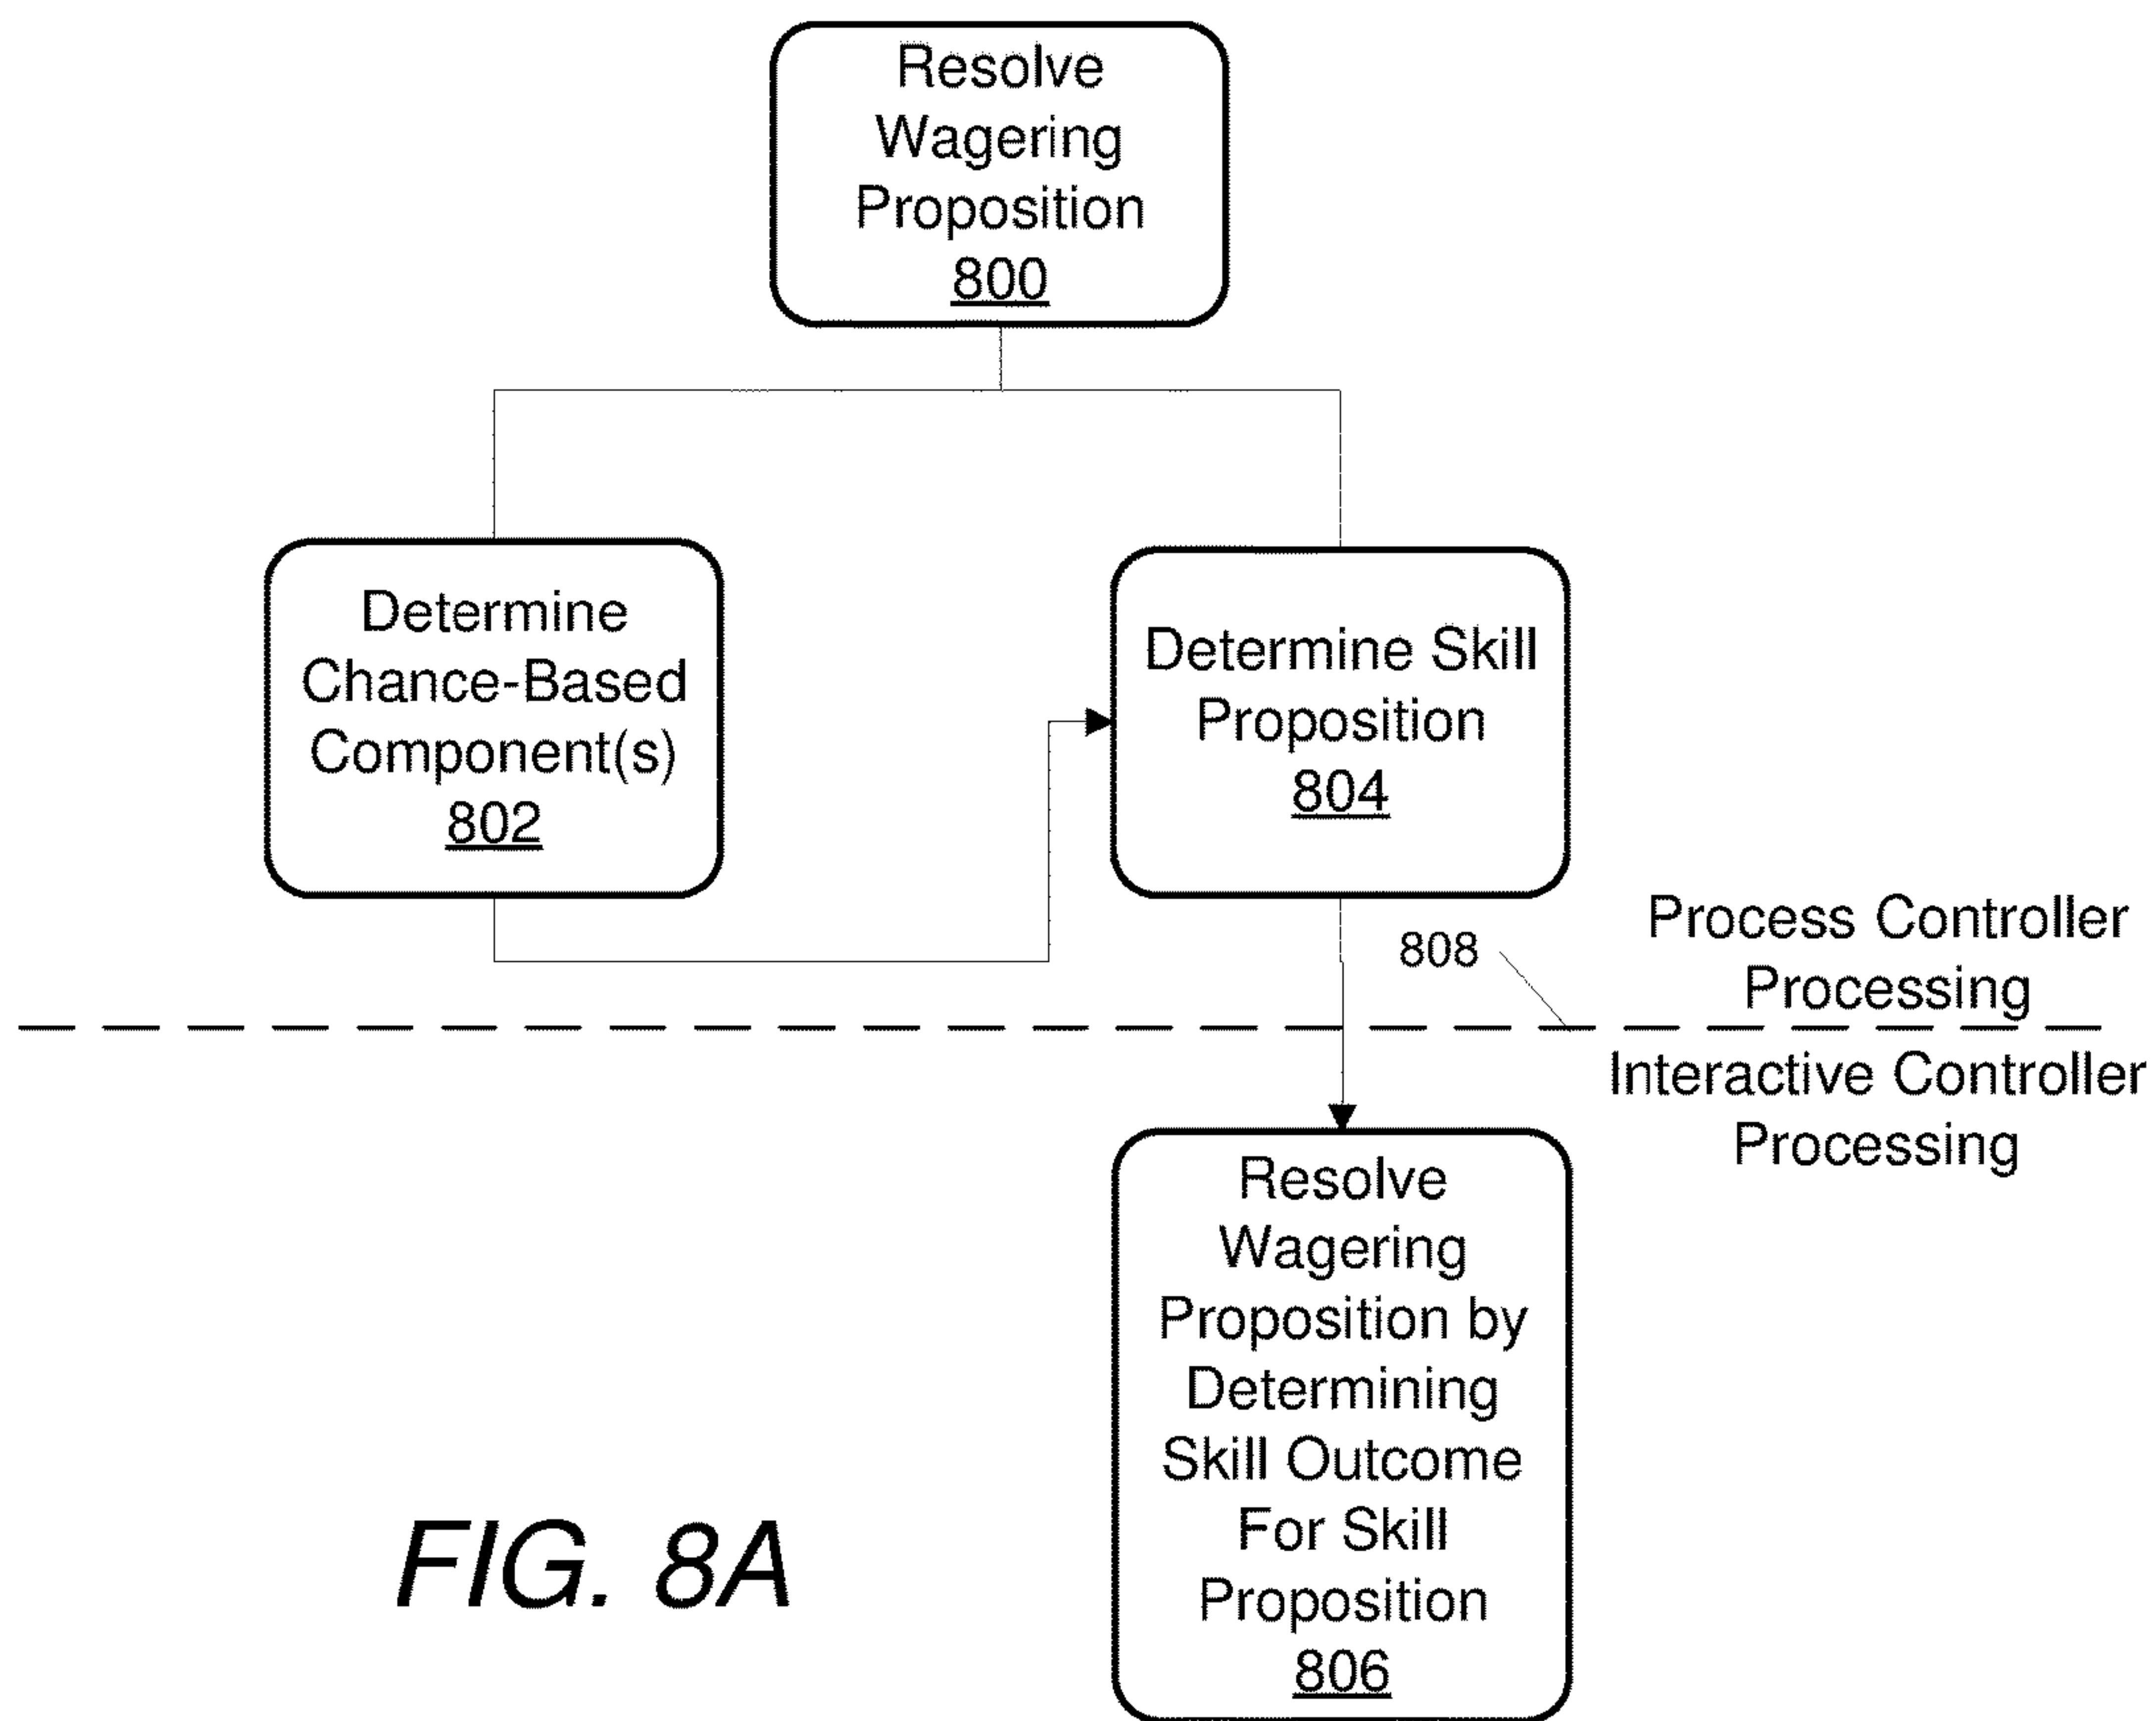 Resolve
Wagering
Proposition
800
Determine
Chance-Based
Component(s)
802
Determine Skill
Proposition
804
808
Process Controller
Processing
Interactive Controller
Processing
Resolve
Wagering
Proposition by
Determining
Skill Outcome
For Skill
Proposition
806
FIG. 8A